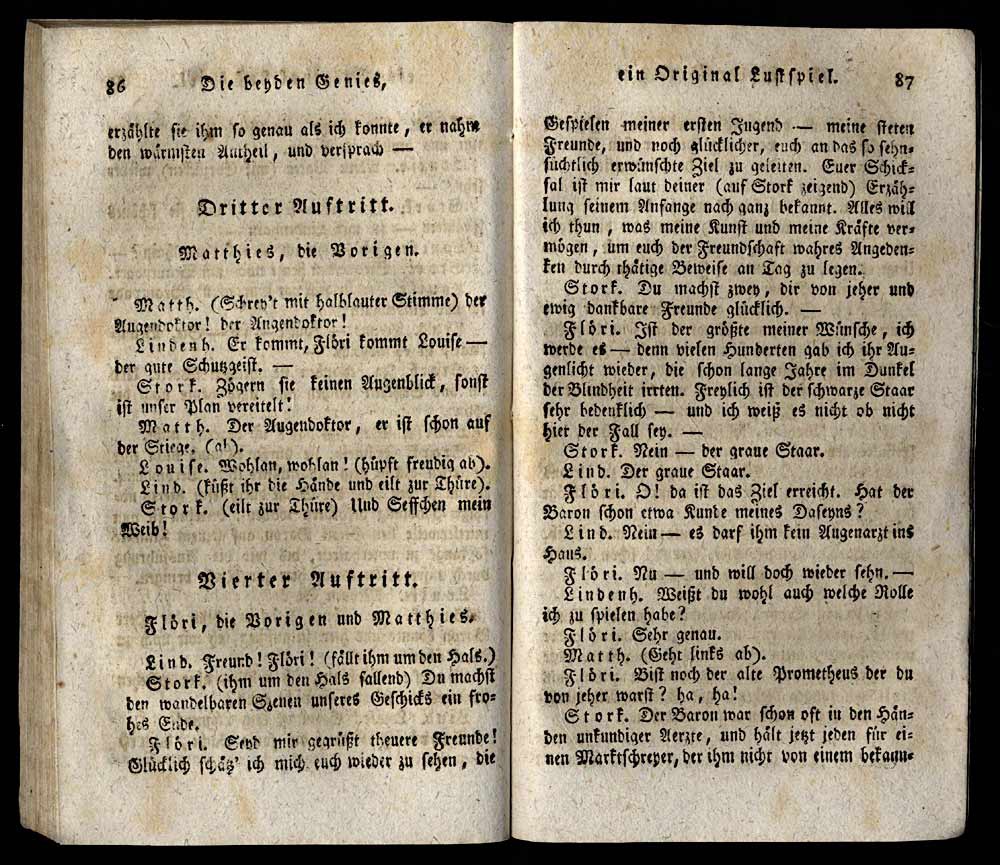 86 Die beyden Genies,
erzählte sie ihm so genau als ich konnte, er nahm
den wärmsten Antheil, und versprach —
Dritter Auftritt.
Matthies, die Vorigen.
Matth. (Schrey't mit halblauter Stimme) der
Augendoktor! der Augendoktor!
Lindenh. Er kommt, Flöri kommt Louise —
der gute Schutzgeist. —
Stork. Zögern sie keinen Augenblick, sonst
ist unser Plan vereitelt!
Matth. Der Augendoktor, er ist schon auf
der Stiege. (ab).
Louise. Wohlan, wohlan! (hüpft freudig ab).
Lind. (küßt ihr die Hände und eilt zur Thüre).
Stork. (eilt zur Thüre) Und Seffchen mein
Weib!
Vierter Auftritt.
Flöri, die Vorigen und Matthies.
Lind. Freund! Flöri! (fällt ihm um den Hals.)
Stork. (ihm um den Hals fallend) Du machst
den wandelbaren Szenen unseres Geschicks ein fro-
hes Ende.
Flöri. Seyd mir gegrüßt theuere Freunde!
Glücklich schätz' ich mich euch wieder zu sehen, die
ein Original Lustspiel. 87
Gespielen meiner ersten Jugend — meine steten
Freunde, und noch glücklicher, euch an das so sehn-
süchtlich erwünschte Ziel zu geleiten. Euer Schick-
sal ist mir laut deiner (auf Stork zeigend) Erzäh-
lung seinem Anfange nach ganz bekannt. Alles will
ich thun, was meine Kunst und meine Kräfte ver-
mögen, um euch der Freundschaft wahres Angeden-
ken durch thätige Beweise an Tag zu legen.
Stork. Du machst zwey, dir von jeher und
ewig dankbare Freunde glücklich. —
Flöri. Ist der größte meiner Wünsche, ich
werde es — denn vielen Hunderten gab ich ihr Au-
genlicht wieder, die schon lange Jahre im Dunkel
der Blindheit irrten. Freylich ist der schwarze Staar
sehr bedenklich — und ich weiß es nicht ob nicht
hier der Fall sey. —
Stork. Nein — der graue Staar.
Lind. Der graue Staar.
Flöri. O! da ist das Ziel erreicht. Hat der
Baron schon etwa Kunde meines Daseyns?
Lind. Nein — es darf ihm kein Augenarzt ins
Haus.
Flöri. Nu — und will doch wieder sehn. —
Lindenh. Weißt du wohl auch welche Rolle
ich zu spielen habe?
Flöri. Sehr genau.
Matth. (Geht links ab).
Flöri. Bist noch der alte Prometheus der du
von jeher warst? ha, ha!
Stork. Der Baron war schon oft in den Hän-
den unkundiger Aerzte, und hält jetzt jeden für ei-
nen Marktschreyer, der ihm nicht von einem bekann-